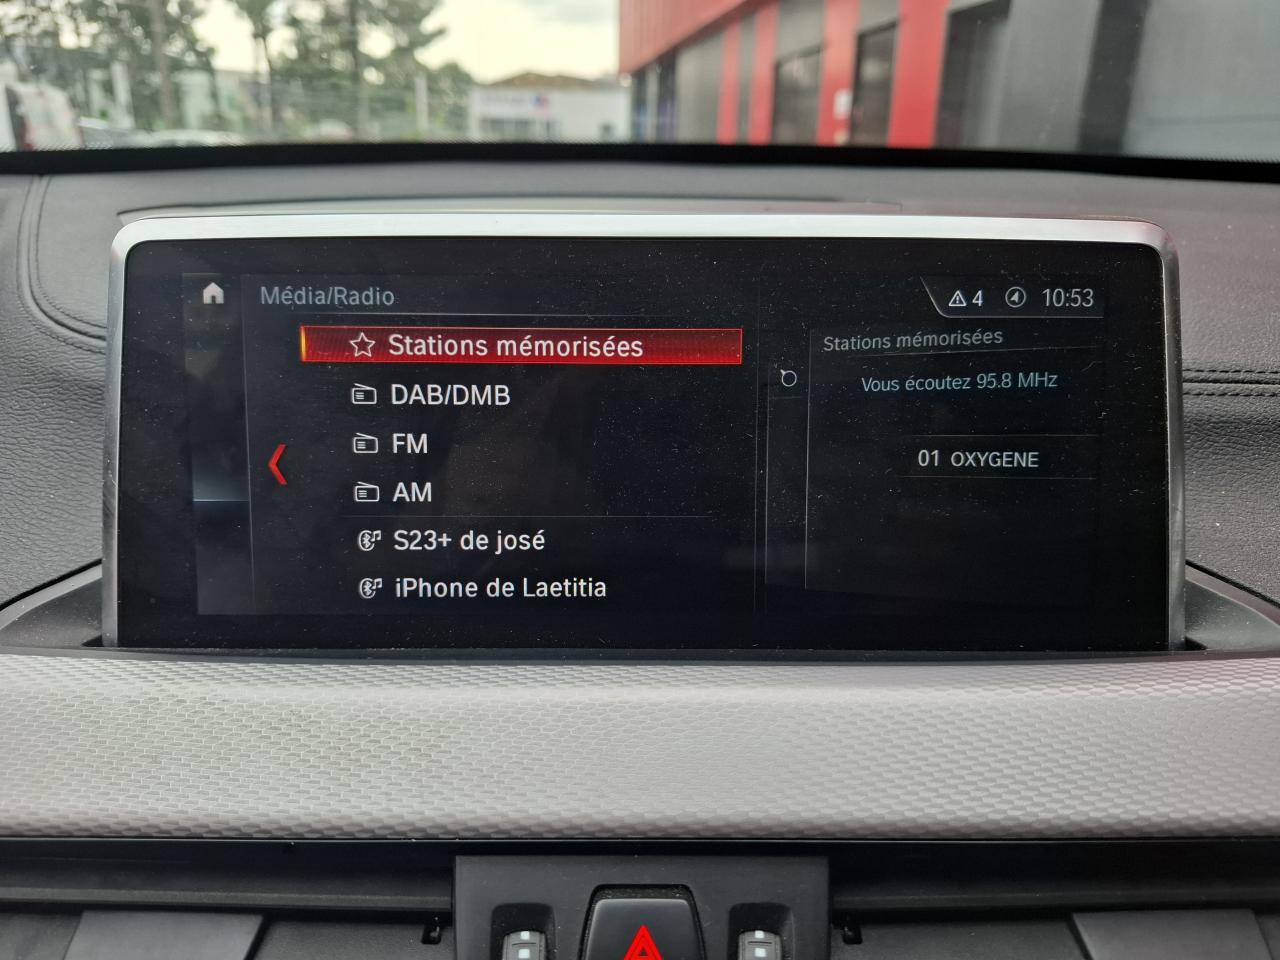 Média/Radio
4 10:53
Stations mémorisées
DAB/DMB
FM
AM
S23+ de josé
iPhone de Laetitia
Stations mémorisées
Vous écoutez 95.8 MHz
01 OXYGENE